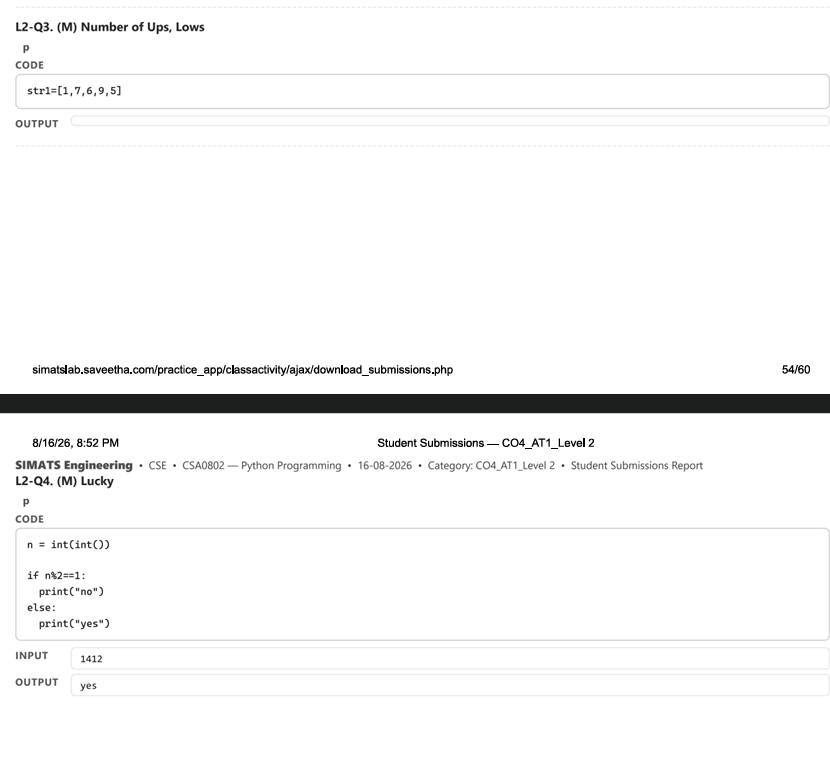 L2-Q3. (M) Number of Ups, Lows
p
CODE
str1=[1,7,6,9,5]
OUTPUT
simatslab.saveetha.com/practice_app/classactivity/ajax/download_submissions.php 54/60
8/16/26, 8:52 PM Student Submissions — CO4_AT1_Level 2
SIMATS Engineering • CSE • CSA0802 — Python Programming • 16-08-2026 • Category: CO4_AT1_Level 2 • Student Submissions Report
L2-Q4. (M) Lucky
p
CODE
n = int(int())
if n%2==1:
  print("no")
else:
  print("yes")
INPUT 1412
OUTPUT yes